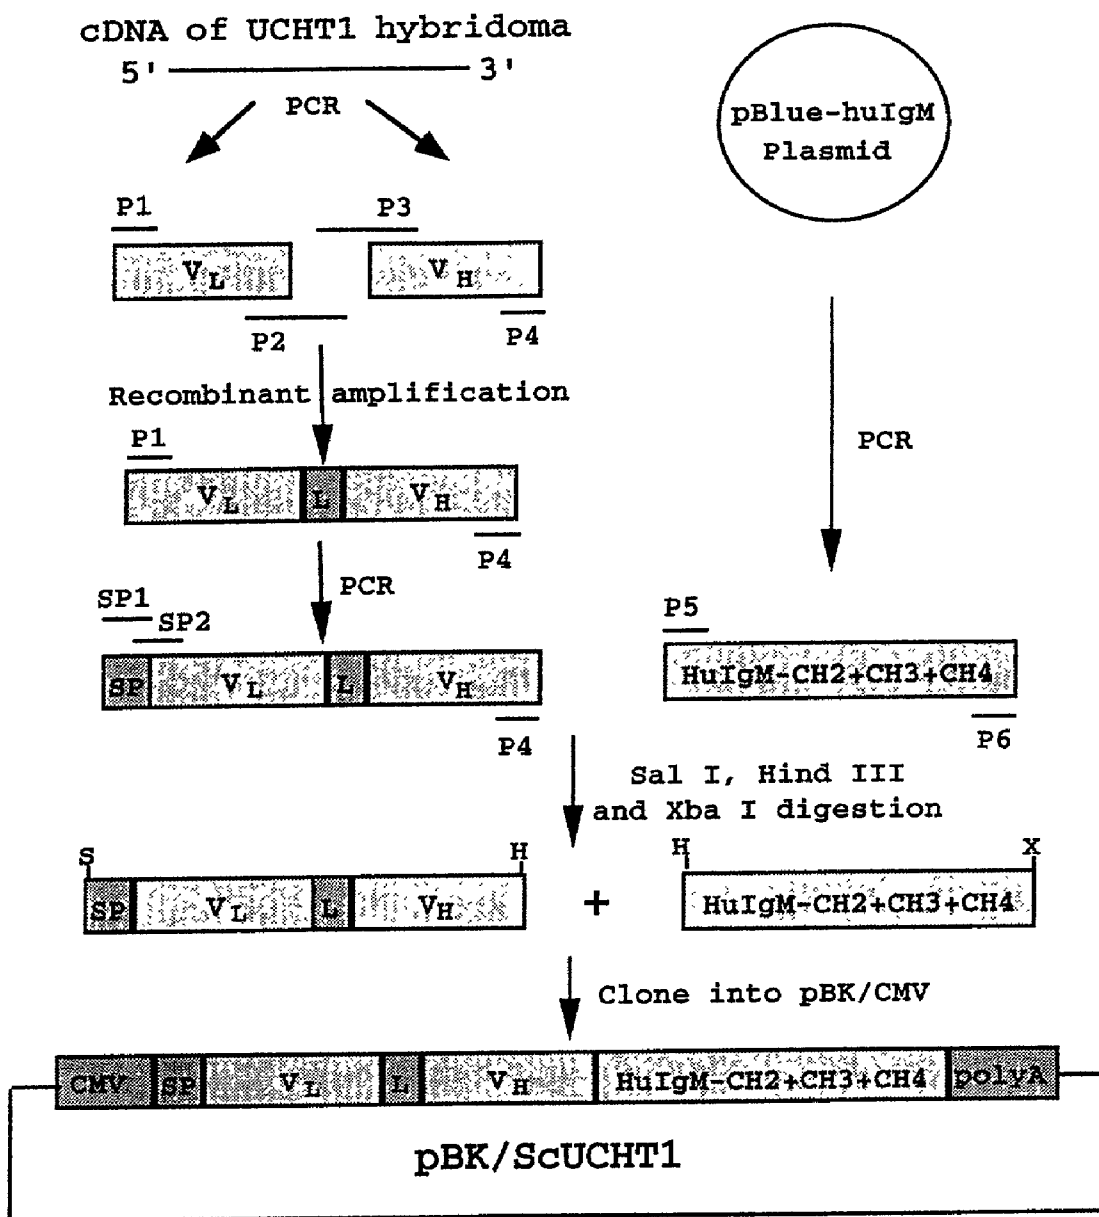 cDNA of UCHT1 hybridoma
5' 3'
PCR
pBlue-huIgM
Plasmid
P1 P3
VL VH
P2 P4
Recombinant amplification
PCR
P1
VL L VH
P4
PCR
SP1
SP2
P5
SP VL L VH
HuIgM-CH2+CH3+CH4
P4
P6
Sal I, Hind III
and Xba I digestion
S H H X
SP VL L VH + HuIgM-CH2+CH3+CH4
Clone into pBK/CMV
CMV SP VL L VH HuIgM-CH2+CH3+CH4 polyA
pBK/ScUCHT1